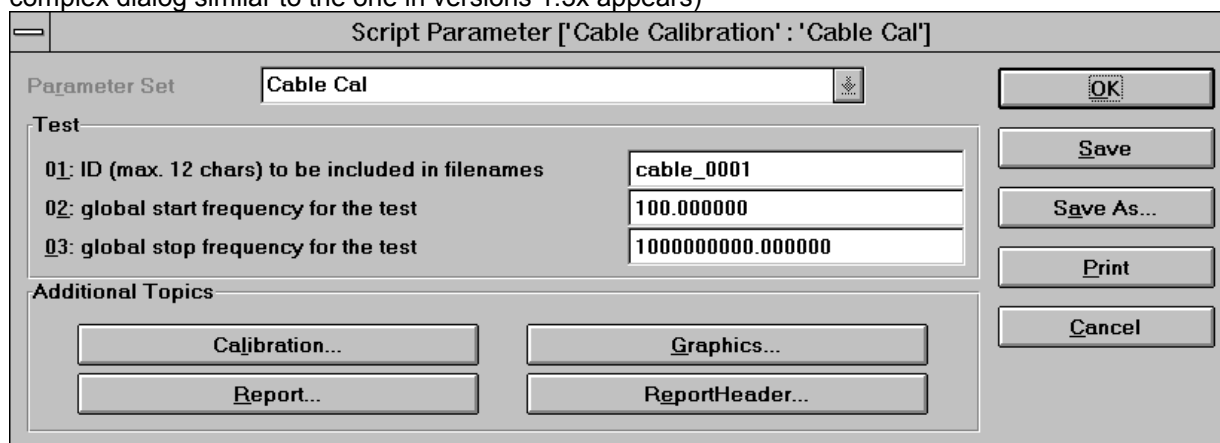 complex dialog similar to the one in versions 1.3x appears)
Script Parameter ['Cable Calibration' : 'Cable Cal']
Parameter Set Cable Cal
OK
Test
Save
01: ID (max. 12 chars) to be included in filenames cable_0001
02: global start frequency for the test 100.000000
Save As...
03: global stop frequency for the test 1000000000.000000
Print
Additional Topics
Calibration... Graphics...
Cancel
Report... ReportHeader...